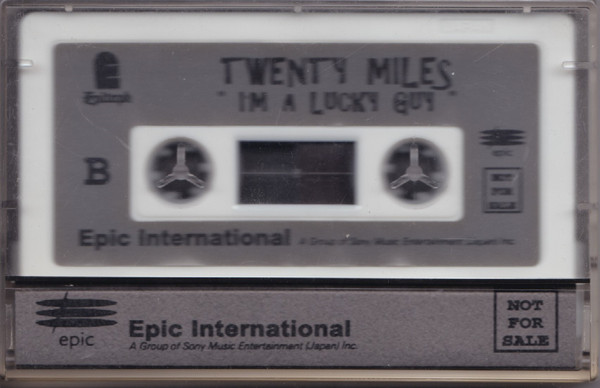 Epitaph
TWENTY MILES
"I'M A LUCKY GUY"
B
epic
NOT
FOR
SALE
Epic International
A Group of Sony Music Entertainment (Japan) Inc.
epic
Epic International
A Group of Sony Music Entertainment (Japan) Inc.
NOT
FOR
SALE